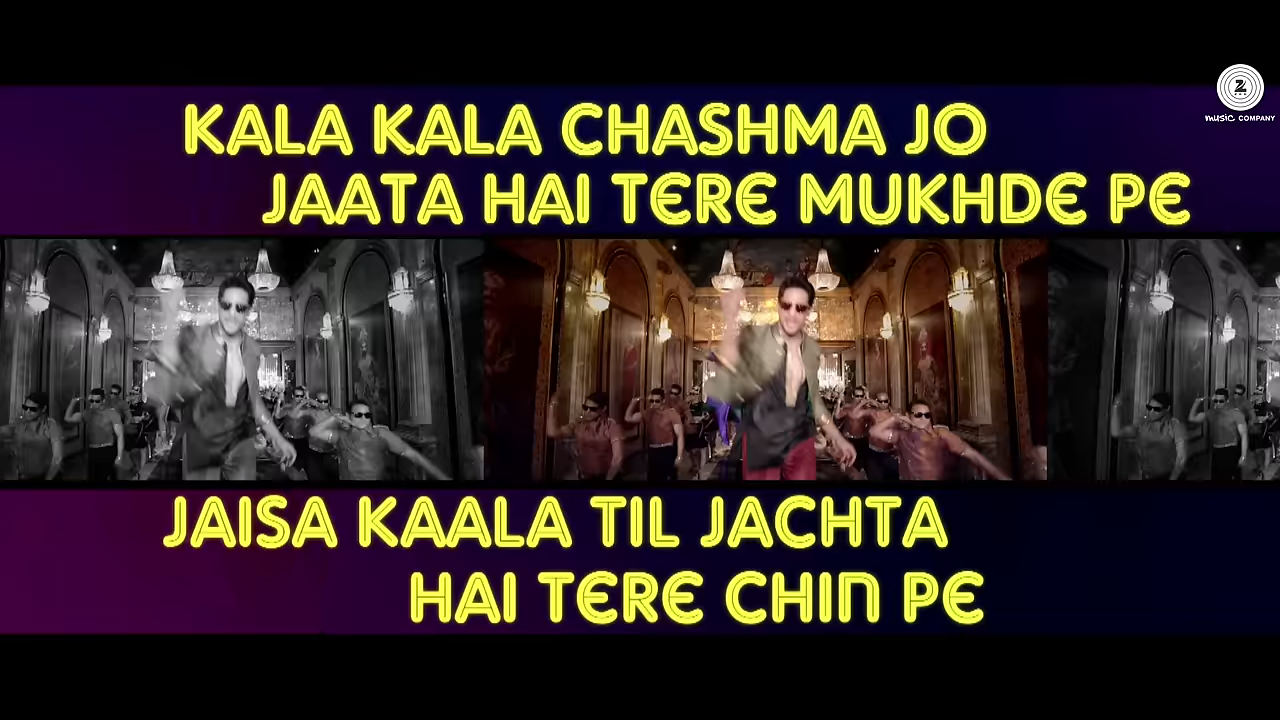 KALA KALA CHASHMA JO
JAATA HAI TERE MUKHDE PE
JAISA KAALA TIL JACHTA
HAI TERE CHIN PE
Z
music COMPANY